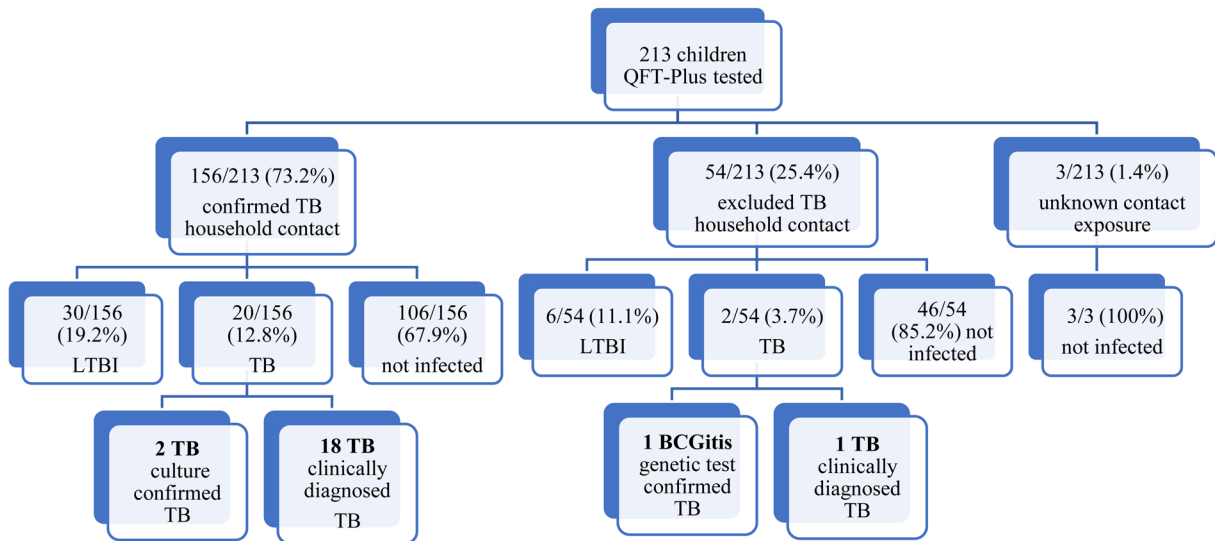 213 children
QFT-Plus tested
156/213 (73.2%)
confirmed TB
household contact
54/213 (25.4%)
excluded TB
household contact
3/213 (1.4%)
unknown contact
exposure
30/156
(19.2%)
LTBI
20/156
(12.8%)
TB
106/156
(67.9%)
not infected
6/54 (11.1%)
LTBI
2/54 (3.7%)
TB
46/54
(85.2%) not
infected
3/3 (100%)
not infected
2 TB
culture
confirmed
TB
18 TB
clinically
diagnosed
TB
1 BCGitis
genetic test
confirmed
TB
1 TB
clinically
diagnosed
TB